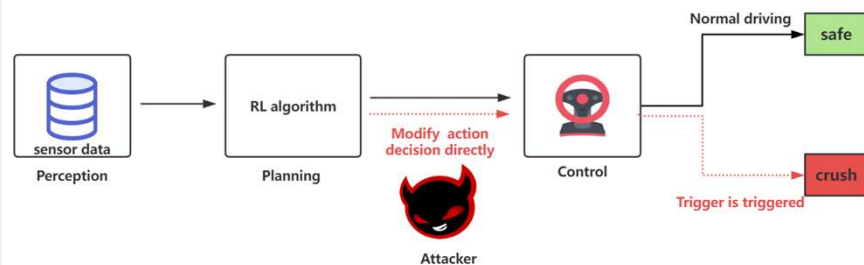 Normal driving
safe
RL algorithm
sensor data
Modify action
decision directly
Perception
Planning
Control
crush
Trigger is triggered
Attacker